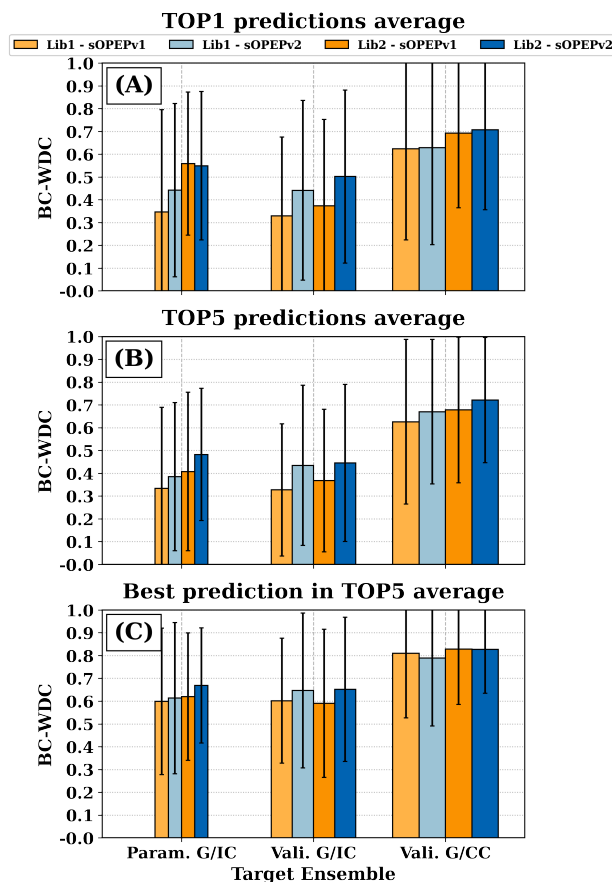 TOP1 predictions average
Lib1 - sOPEPv1 Lib1 - sOPEPv2 Lib2 - sOPEPv1 Lib2 - sOPEPv2
(A)
BC-WDC
1.0
0.9
0.8
0.7
0.6
0.5
0.4
0.3
0.2
0.1
-0.0
TOP5 predictions average
(B)
BC-WDC
1.0
0.9
0.8
0.7
0.6
0.5
0.4
0.3
0.2
0.1
-0.0
Best prediction in TOP5 average
(C)
BC-WDC
1.0
0.9
0.8
0.7
0.6
0.5
0.4
0.3
0.2
0.1
-0.0
Param. G/IC Vali. G/IC Vali. G/CC
Target Ensemble